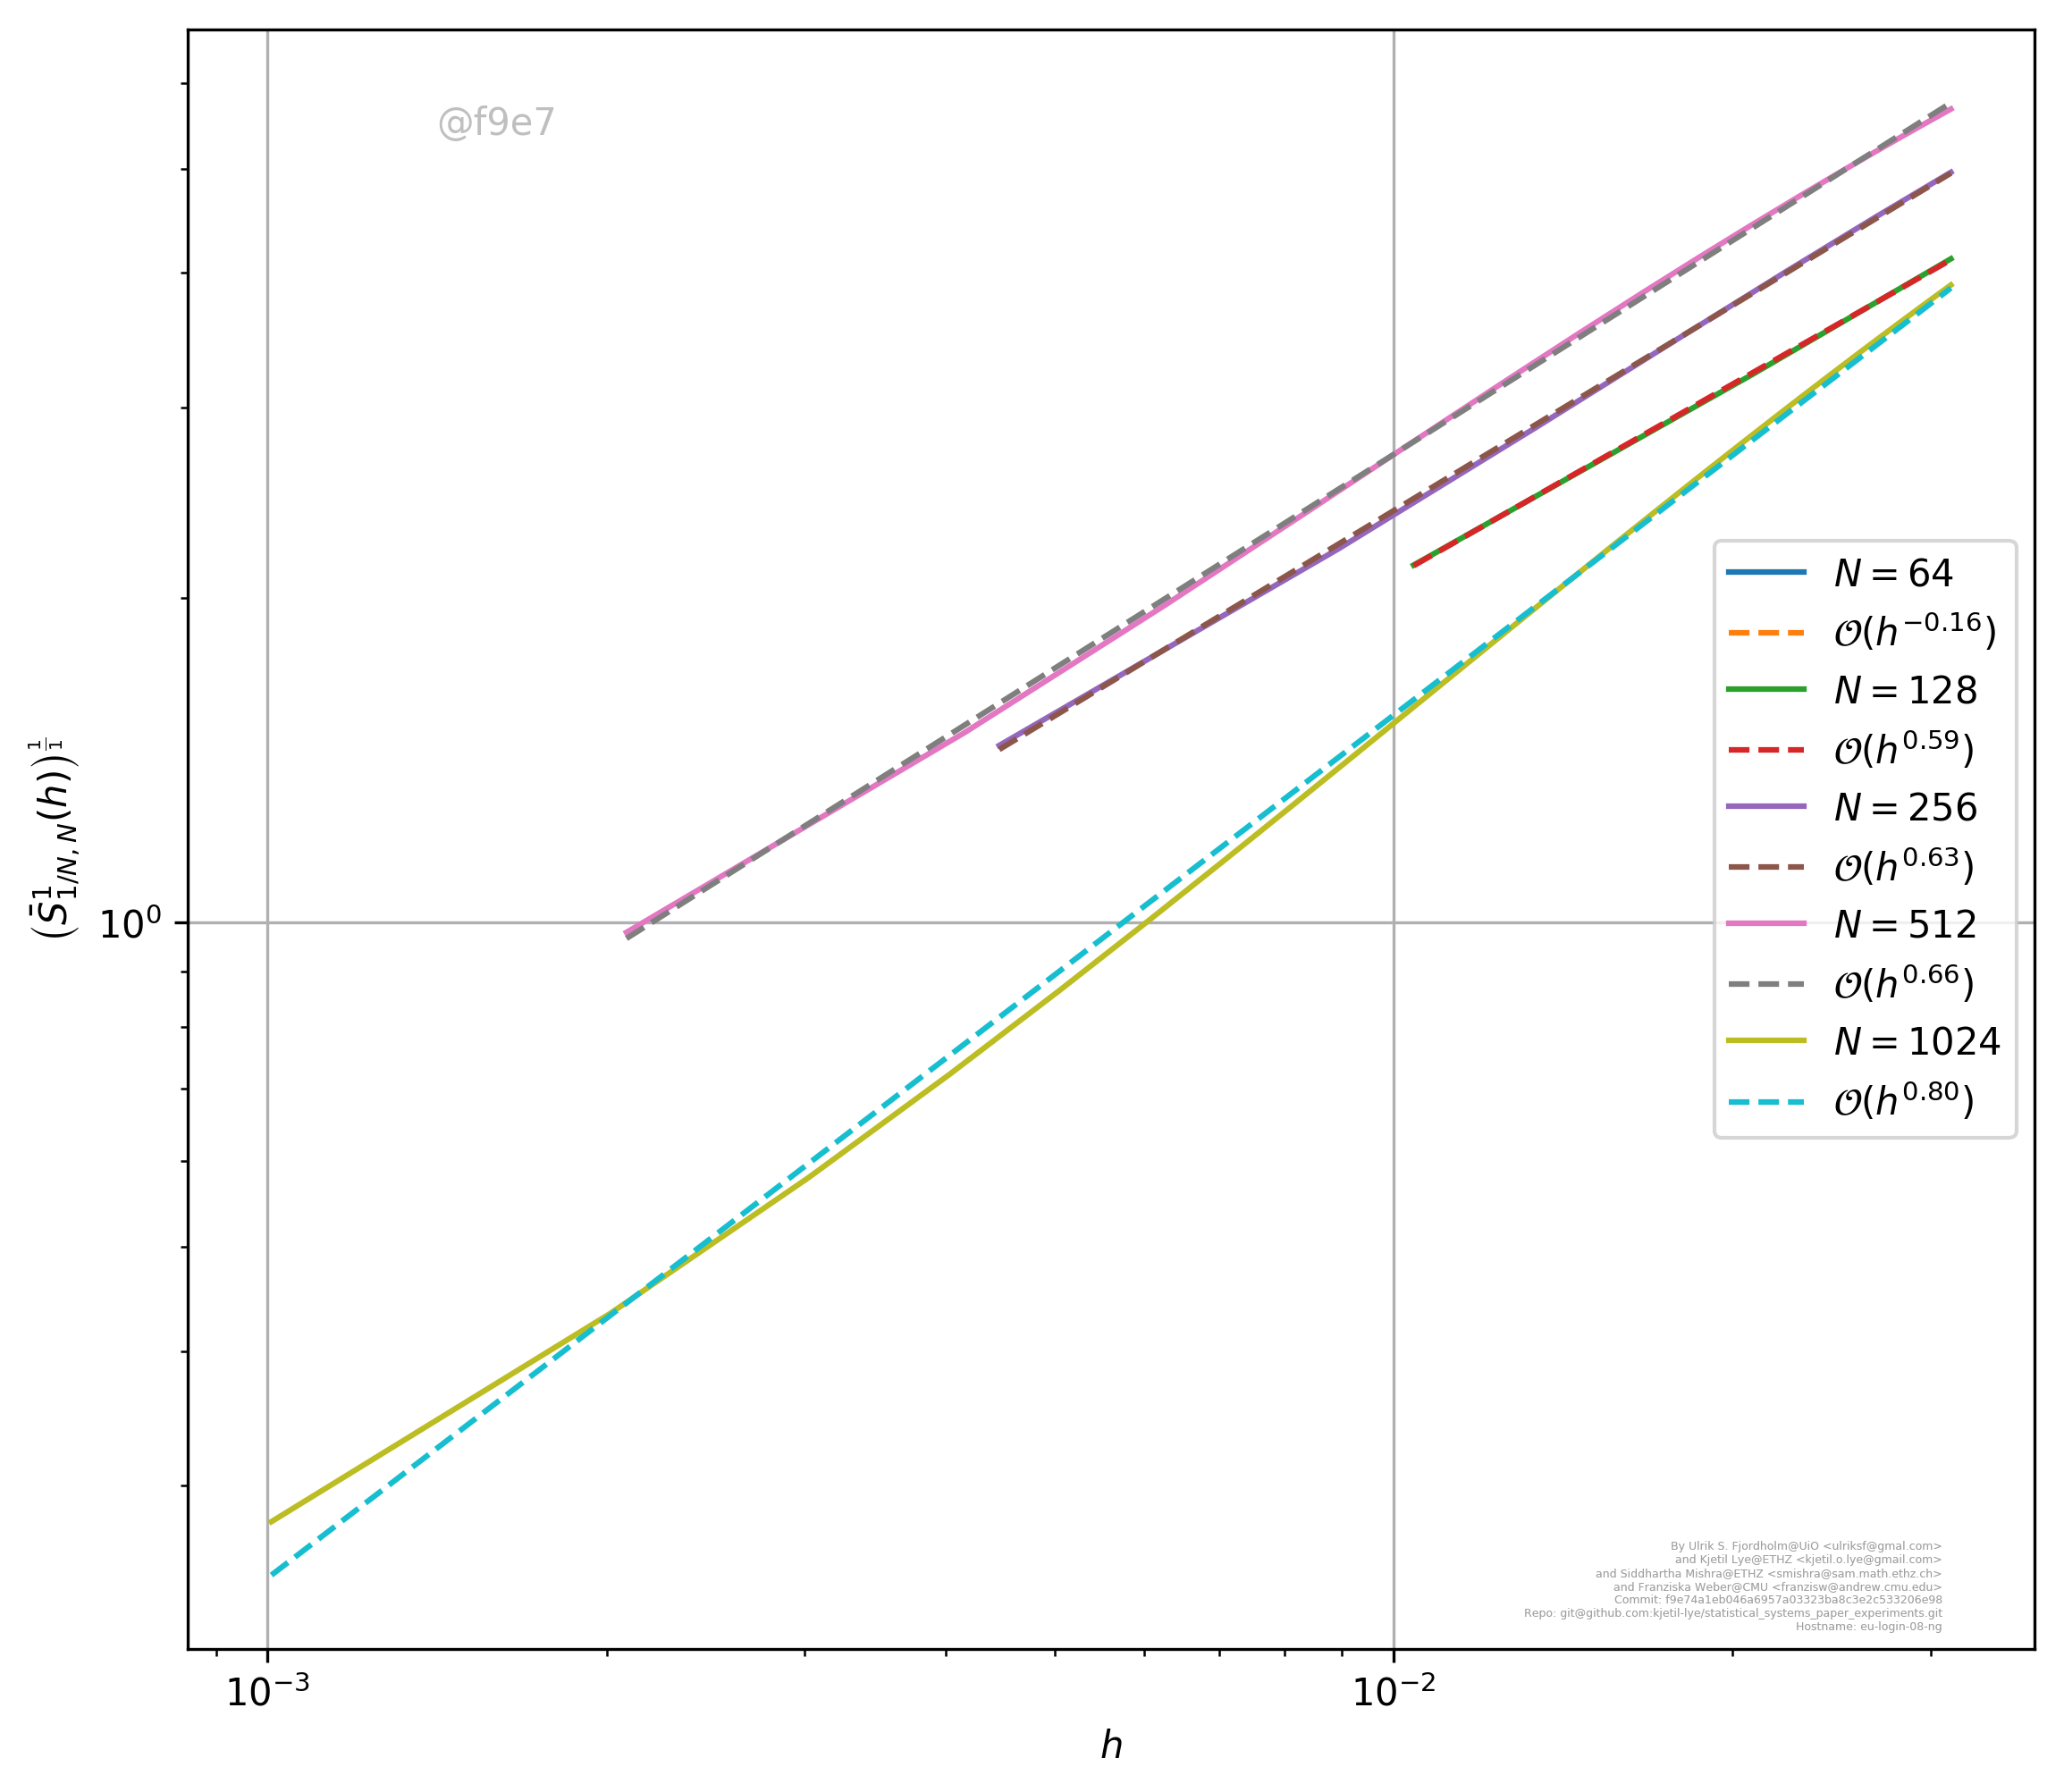 @f9e7
(S̄¹_{1/N, N}(h))^{1/1}
10⁰
10⁻³
10⁻²
h
N = 64
𝒪(h^{−0.16})
N = 128
𝒪(h^{0.59})
N = 256
𝒪(h^{0.63})
N = 512
𝒪(h^{0.66})
N = 1024
𝒪(h^{0.80})
By Ulrik S. Fjordholm@UiO <ulriksf@gmal.com>
and Kjetil Lye@ETHZ <kjetil.o.lye@gmail.com>
and Siddhartha Mishra@ETHZ <smishra@sam.math.ethz.ch>
and Franziska Weber@CMU <franzisw@andrew.cmu.edu>
Commit: f9e74a1eb046a6957a03323ba8c3e2c533206e98
Repo: git@github.com:kjetil-lye/statistical_systems_paper_experiments.git
Hostname: eu-login-08-ng